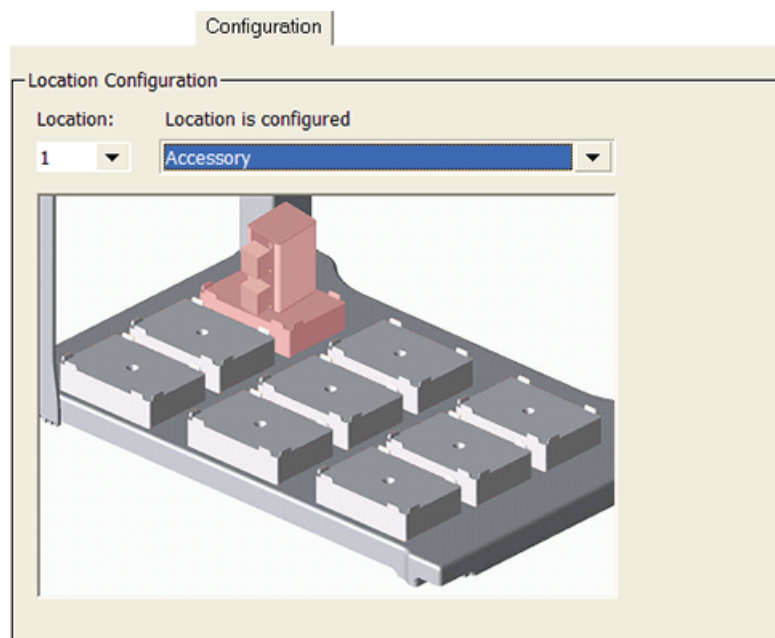 Configuration
Location Configuration
Location:
Location is configured
1
Accessory